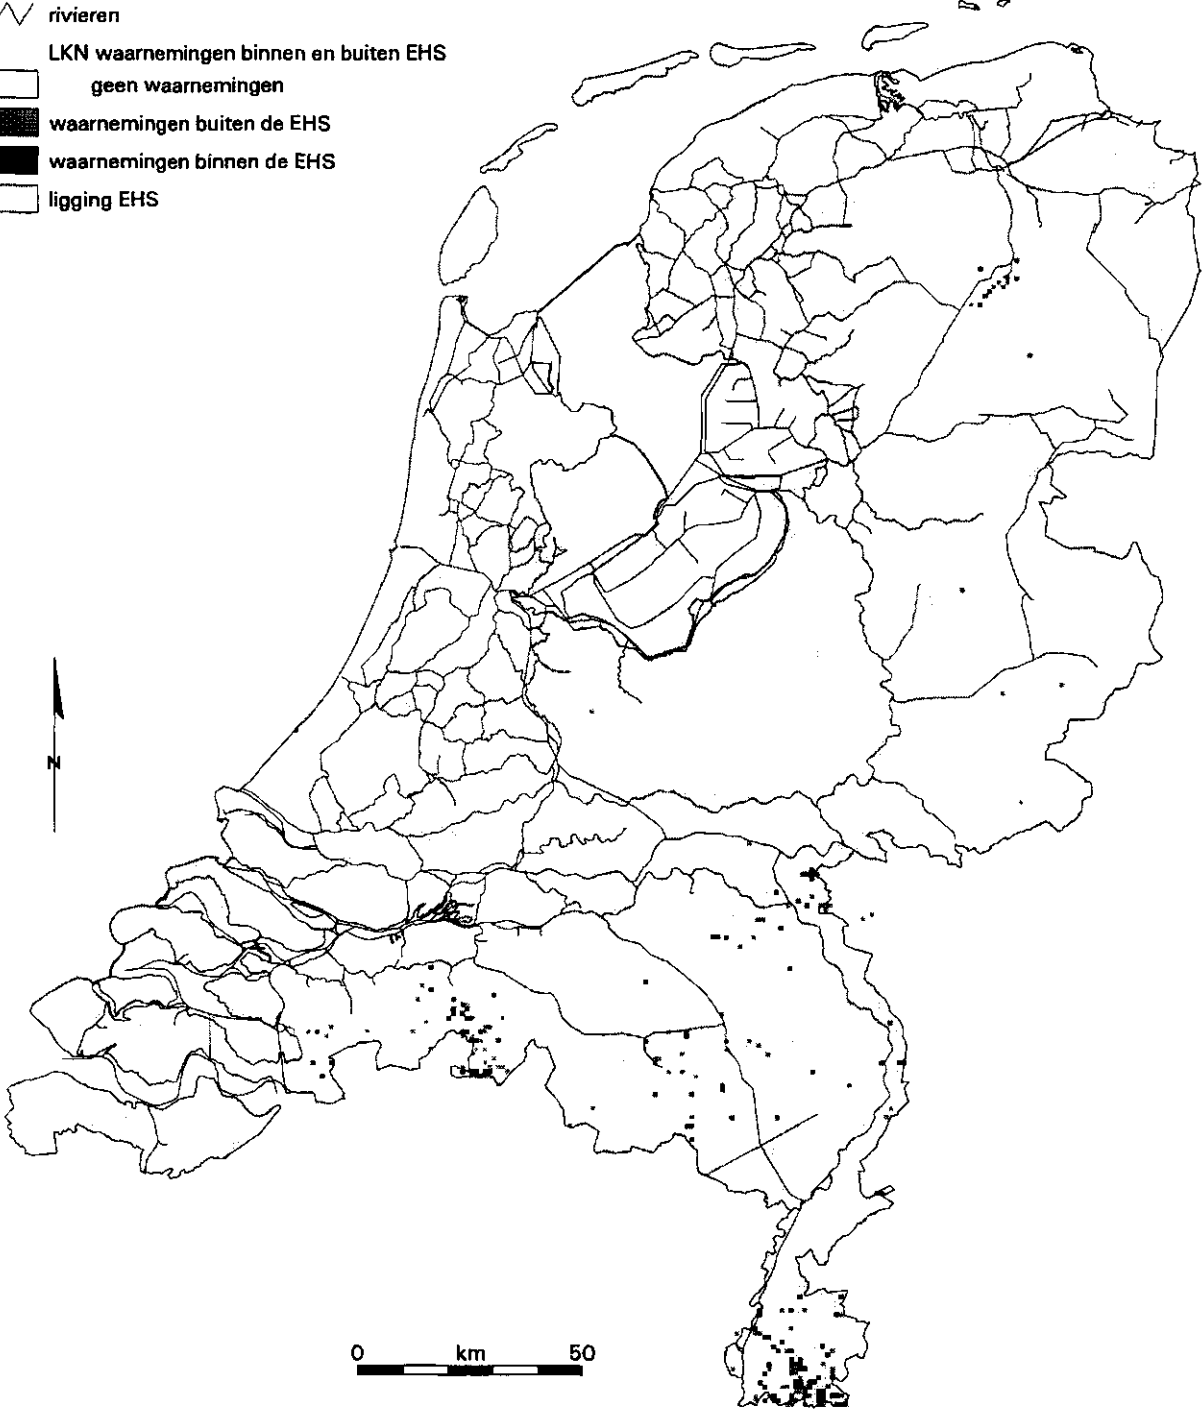 rivieren
LKN waarnemingen binnen en buiten EHS
geen waarnemingen
waarnemingen buiten de EHS
waarnemingen binnen de EHS
ligging EHS
N
0 km 50